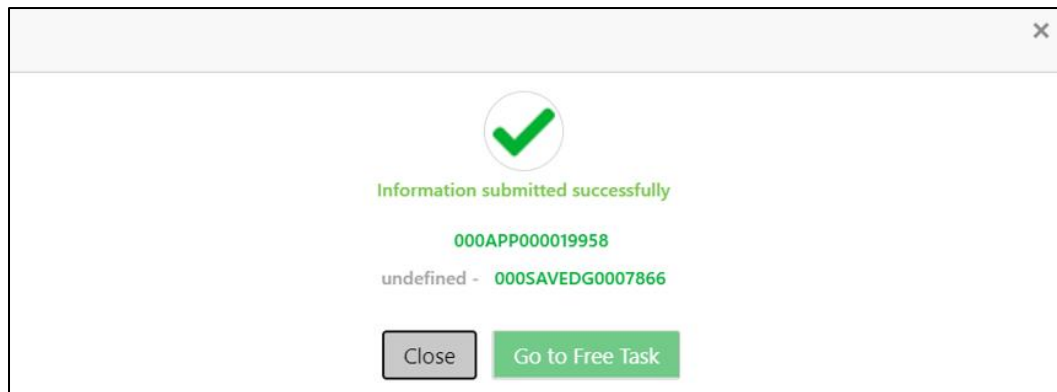 ×
Information submitted successfully
000APP000019958
undefined - 000SAVEDG0007866
Close Go to Free Task